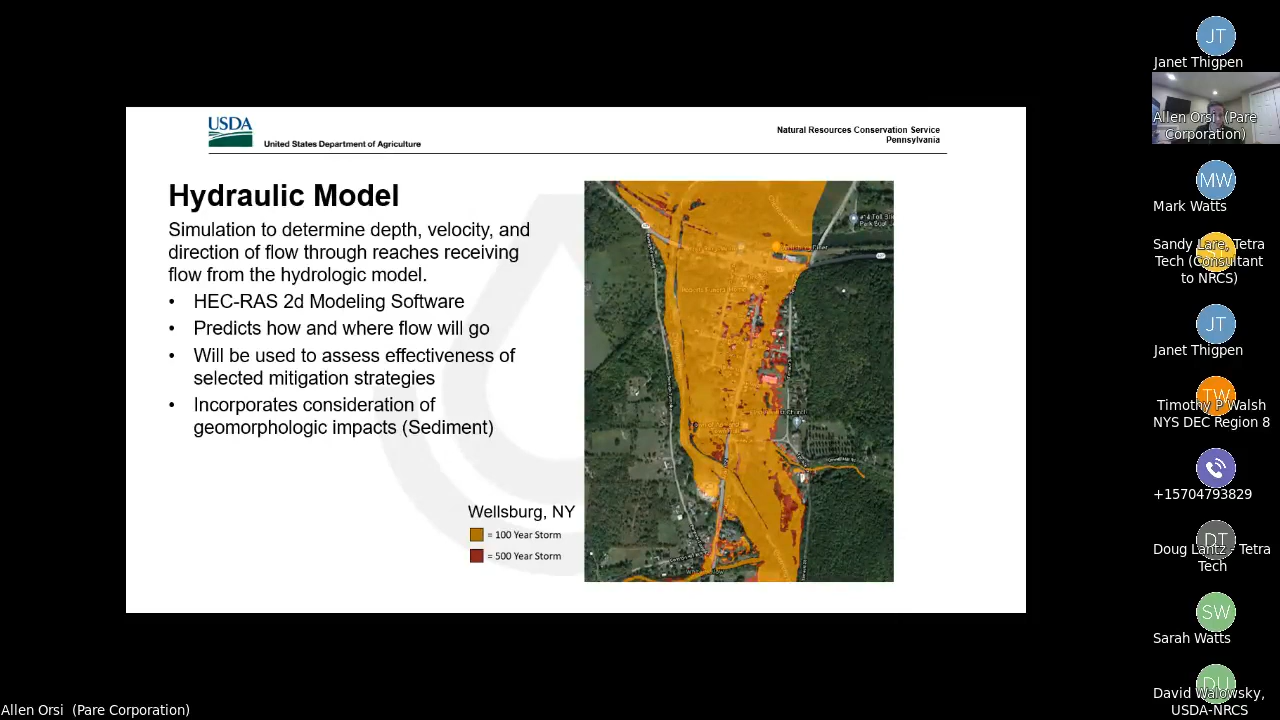 USDA
United States Department of Agriculture
Natural Resources Conservation Service
Pennsylvania
Hydraulic Model
Simulation to determine depth, velocity, and
direction of flow through reaches receiving
flow from the hydrologic model.
• HEC-RAS 2d Modeling Software
• Predicts how and where flow will go
• Will be used to assess effectiveness of
selected mitigation strategies
• Incorporates consideration of
geomorphologic impacts (Sediment)
Wellsburg, NY
= 100 Year Storm
= 500 Year Storm
JT
Janet Thigpen
Allen Orsi (Pare
Corporation)
MW
Mark Watts
Sandy Lare, Tetra
Tech (Consultant
to NRCS)
JT
Janet Thigpen
TW
Timothy P Walsh
NYS DEC Region 8
+15704793829
DT
Doug Lantz - Tetra
Tech
SW
Sarah Watts
DU
David Walowsky,
USDA-NRCS
Allen Orsi (Pare Corporation)